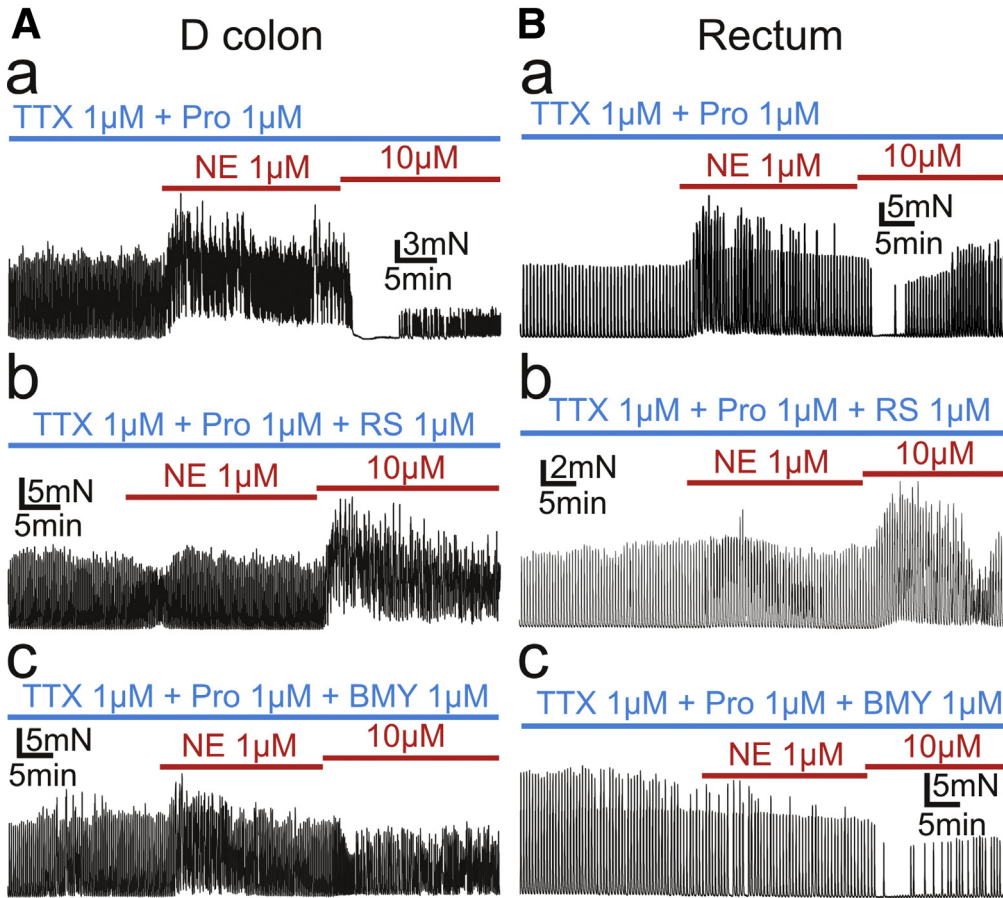 A
D colon
a
TTX 1µM + Pro 1µM
NE 1µM
10µM
3mN
5min
b
TTX 1µM + Pro 1µM + RS 1µM
NE 1µM
10µM
5mN
5min
c
TTX 1µM + Pro 1µM + BMY 1µM
NE 1µM
10µM
5mN
5min
B
Rectum
a
TTX 1µM + Pro 1µM
NE 1µM
10µM
5mN
5min
b
TTX 1µM + Pro 1µM + RS 1µM
NE 1µM
10µM
2mN
5min
c
TTX 1µM + Pro 1µM + BMY 1µM
NE 1µM
10µM
5mN
5min